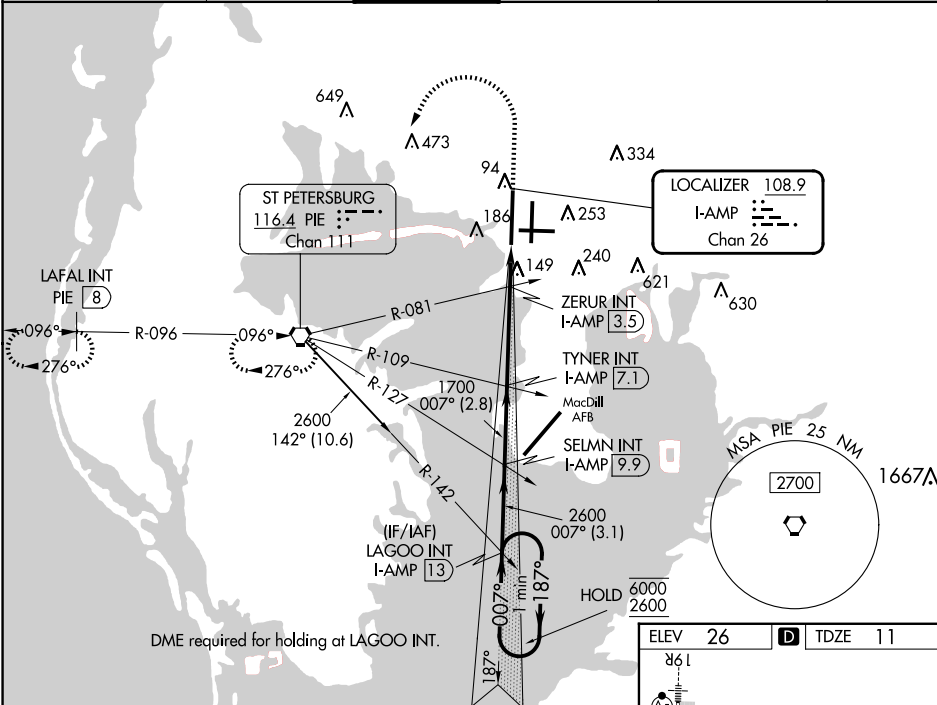 649
473
94
334
ST PETERSBURG
116.4 PIE
Chan 111
186
253
LOCALIZER 108.9
I-AMP
Chan 26
LAFAL INT
PIE 8
149
240
621
630
R-081
ZERUR INT
I-AMP 3.5
096°
R-096
096°
276°
276°
R-109
TYNER INT
I-AMP 7.1
R-127
1700
007° (2.8)
MacDill
AFB
2600
142° (10.6)
SELMN INT
I-AMP 9.9
MSA PIE 25 NM
2700
1667
R-142
2600
007° (3.1)
(IF/IAF)
LAGOO INT
I-AMP 13
007°
1 min
187°
HOLD 6000
2600
DME required for holding at LAGOO INT.
187°
ELEV 26 D TDZE 11
19R